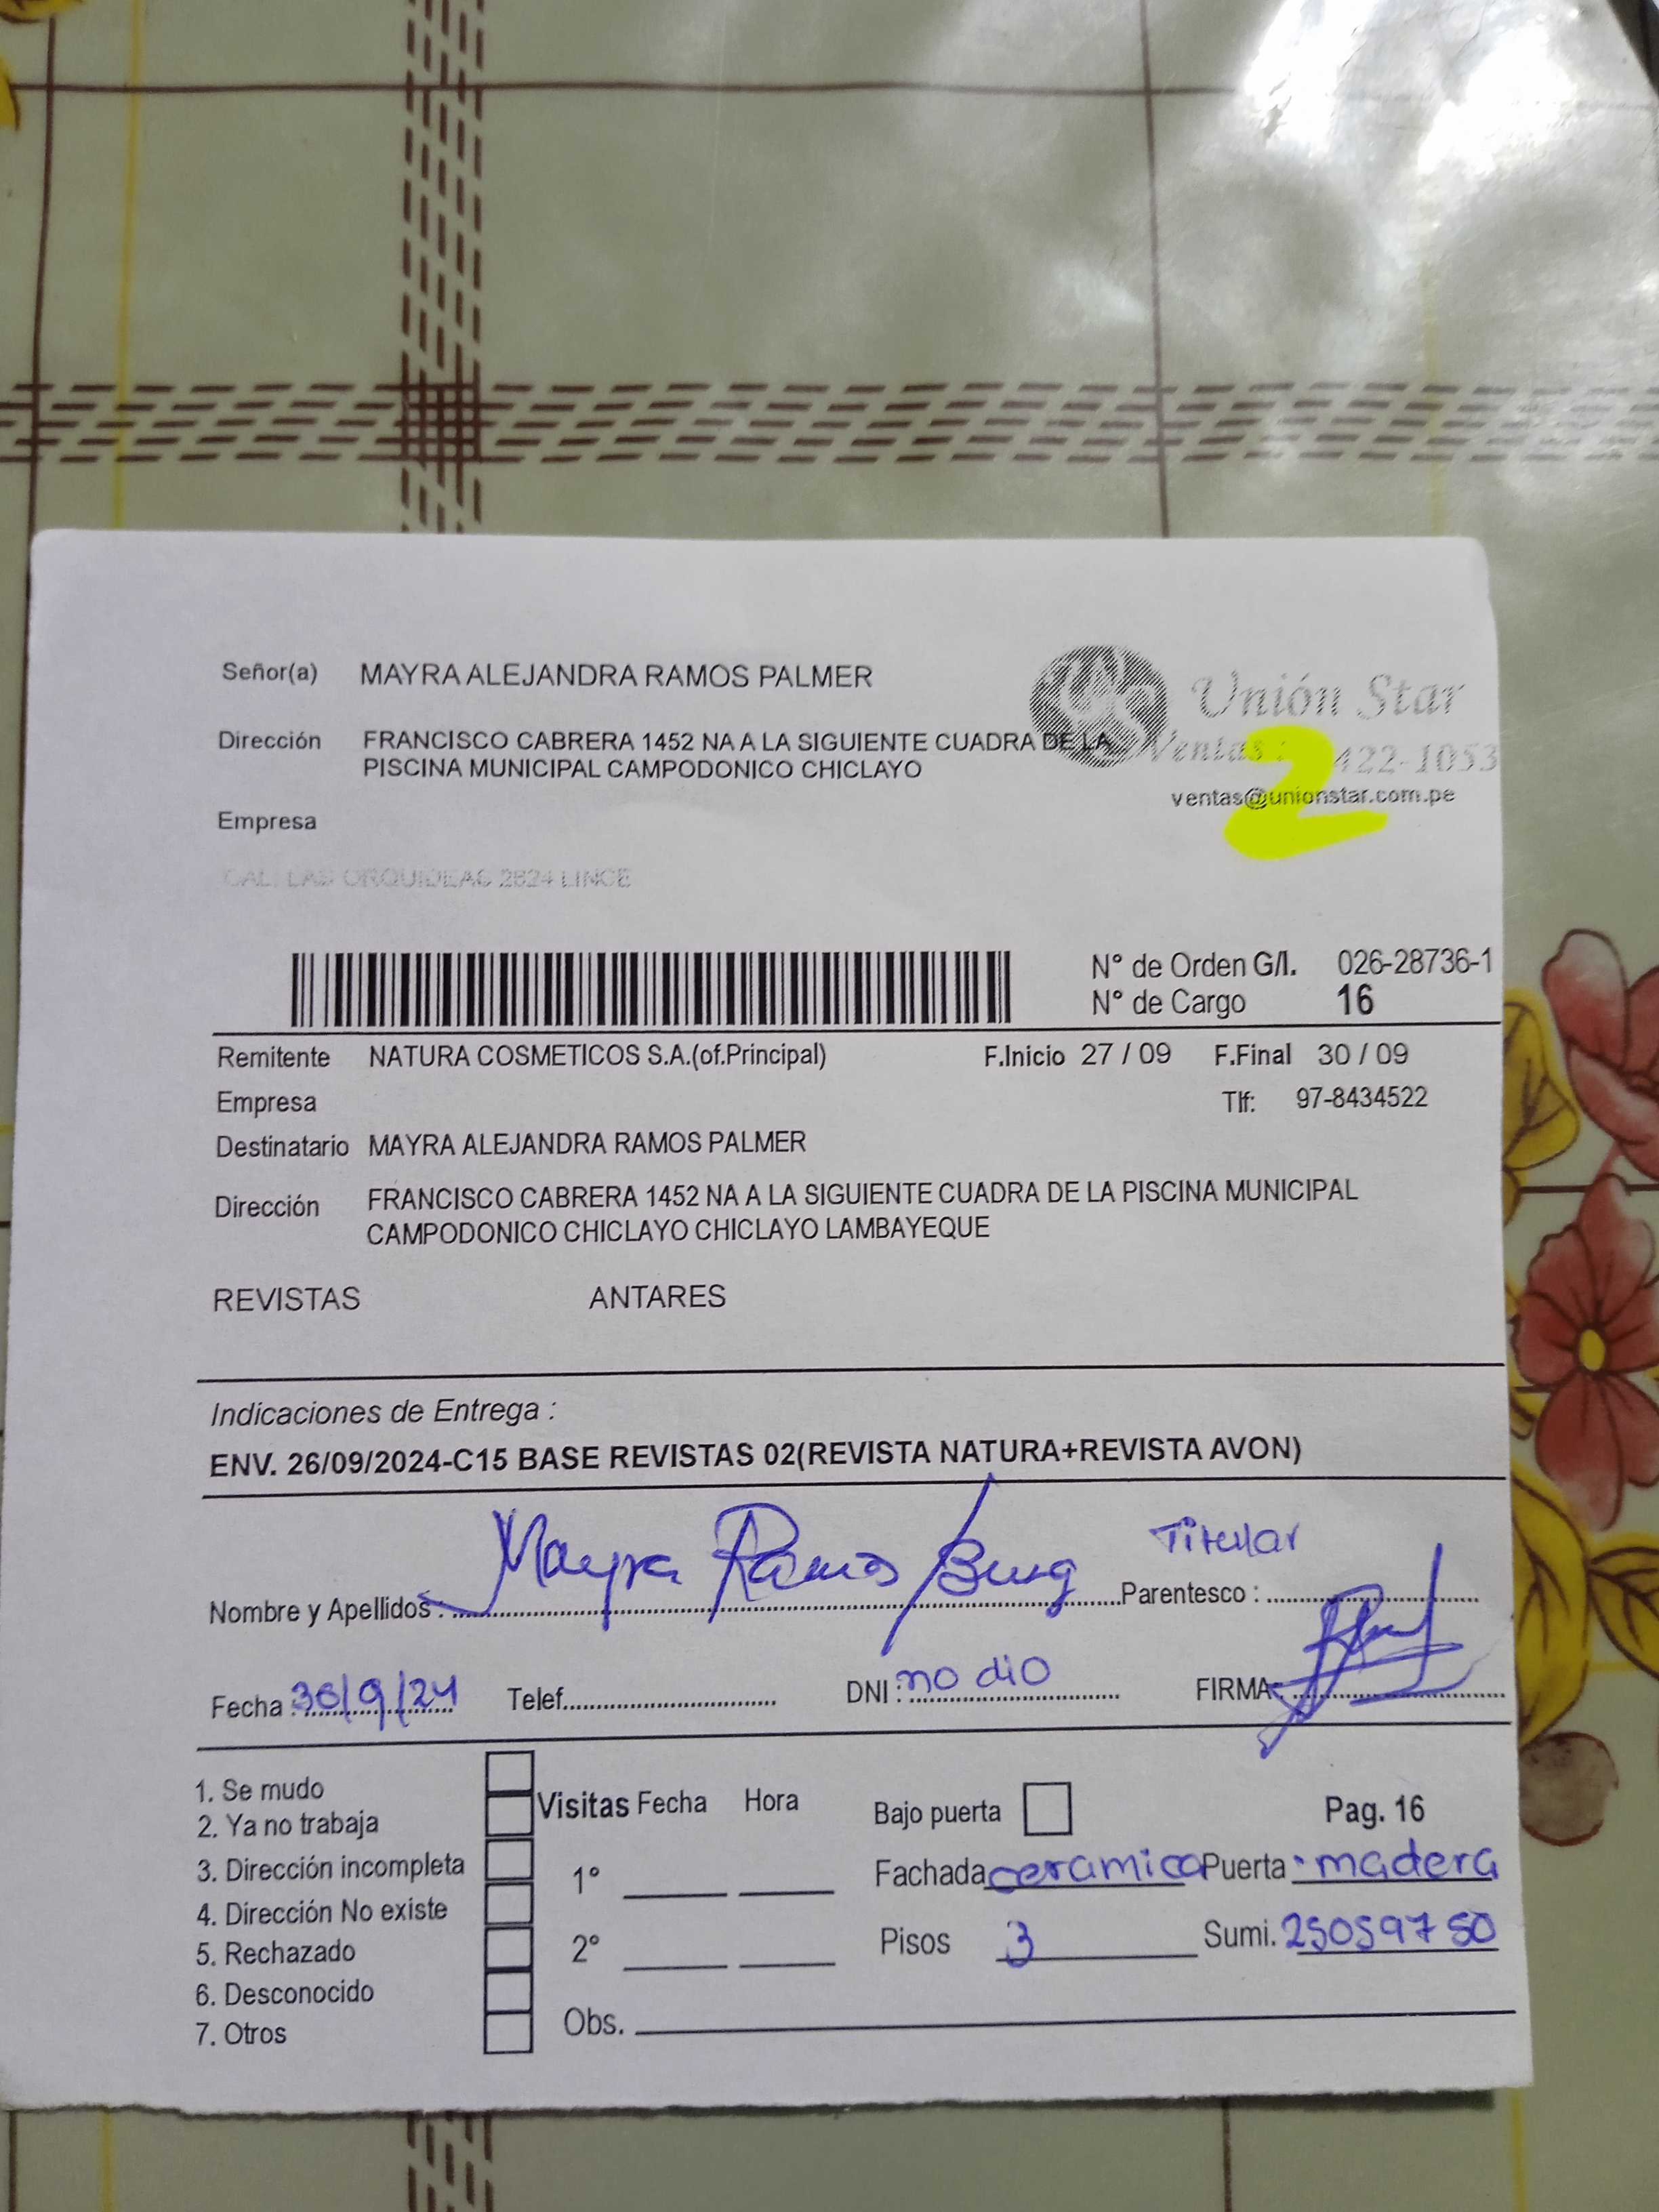 Señor(a) MAYRA ALEJANDRA RAMOS PALMER
Unión Star
Dirección FRANCISCO CABRERA 1452 NA A LA SIGUIENTE CUADRA DE LA
PISCINA MUNICIPAL CAMPODONICO CHICLAYO
Ventas : 422-1053
2
ventas@unionstar.com.pe
Empresa
CAL. LAS ORQUIDEAS 2624 LINCE
N° de Orden G/I. 026-28736-1
N° de Cargo 16
Remitente NATURA COSMETICOS S.A.(of.Principal) F.Inicio 27 / 09 F.Final 30 / 09
Empresa Tlf: 97-8434522
Destinatario MAYRA ALEJANDRA RAMOS PALMER
Dirección FRANCISCO CABRERA 1452 NA A LA SIGUIENTE CUADRA DE LA PISCINA MUNICIPAL
CAMPODONICO CHICLAYO CHICLAYO LAMBAYEQUE
REVISTAS ANTARES
Indicaciones de Entrega :
ENV. 26/09/2024-C15 BASE REVISTAS 02(REVISTA NATURA+REVISTA AVON)
Nombre y Apellidos : Mayra Ramos Parentesco : Titular
Fecha : 30/9/24 Telef. DNI : no dio FIRMA
1. Se mudo
2. Ya no trabaja
3. Dirección incompleta
4. Dirección No existe
5. Rechazado
6. Desconocido
7. Otros
Visitas Fecha Hora
1°
2°
Obs.
Bajo puerta Pag. 16
Fachada ceramica Puerta madera
Pisos 3 Sumi. 25059750